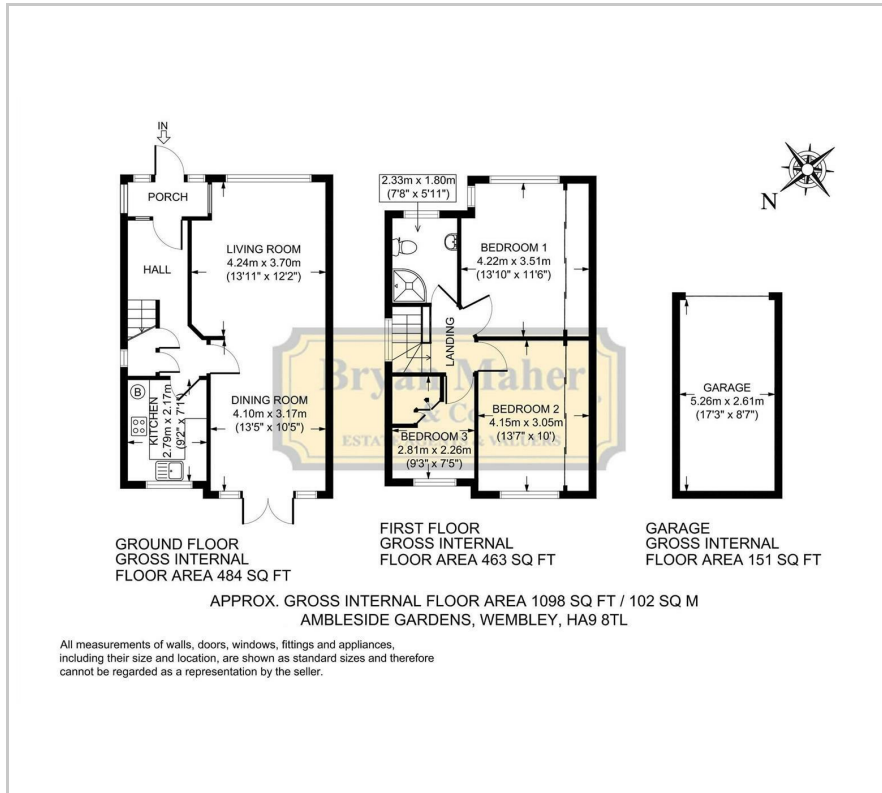 IN
PORCH
HALL
LIVING ROOM
4.24m x 3.70m
(13'11" x 12'2")
DINING ROOM
4.10m x 3.17m
(13'5" x 10'5")
B
KITCHEN
2.79m x 2.17m
(9'2" x 7'1")
GROUND FLOOR
GROSS INTERNAL
FLOOR AREA 484 SQ FT
2.33m x 1.80m
(7'8" x 5'11")
BEDROOM 1
4.22m x 3.51m
(13'10" x 11'6")
LANDING
BEDROOM 2
4.15m x 3.05m
(13'7" x 10')
BEDROOM 3
2.81m x 2.26m
(9'3" x 7'5")
FIRST FLOOR
GROSS INTERNAL
FLOOR AREA 463 SQ FT
N
GARAGE
5.26m x 2.61m
(17'3" x 8'7")
GARAGE
GROSS INTERNAL
FLOOR AREA 151 SQ FT
Bryan Maher
& Co
ESTATE & VALUERS
APPROX. GROSS INTERNAL FLOOR AREA 1098 SQ FT / 102 SQ M
AMBLESIDE GARDENS, WEMBLEY, HA9 8TL
All measurements of walls, doors, windows, fittings and appliances,
including their size and location, are shown as standard sizes and therefore
cannot be regarded as a representation by the seller.